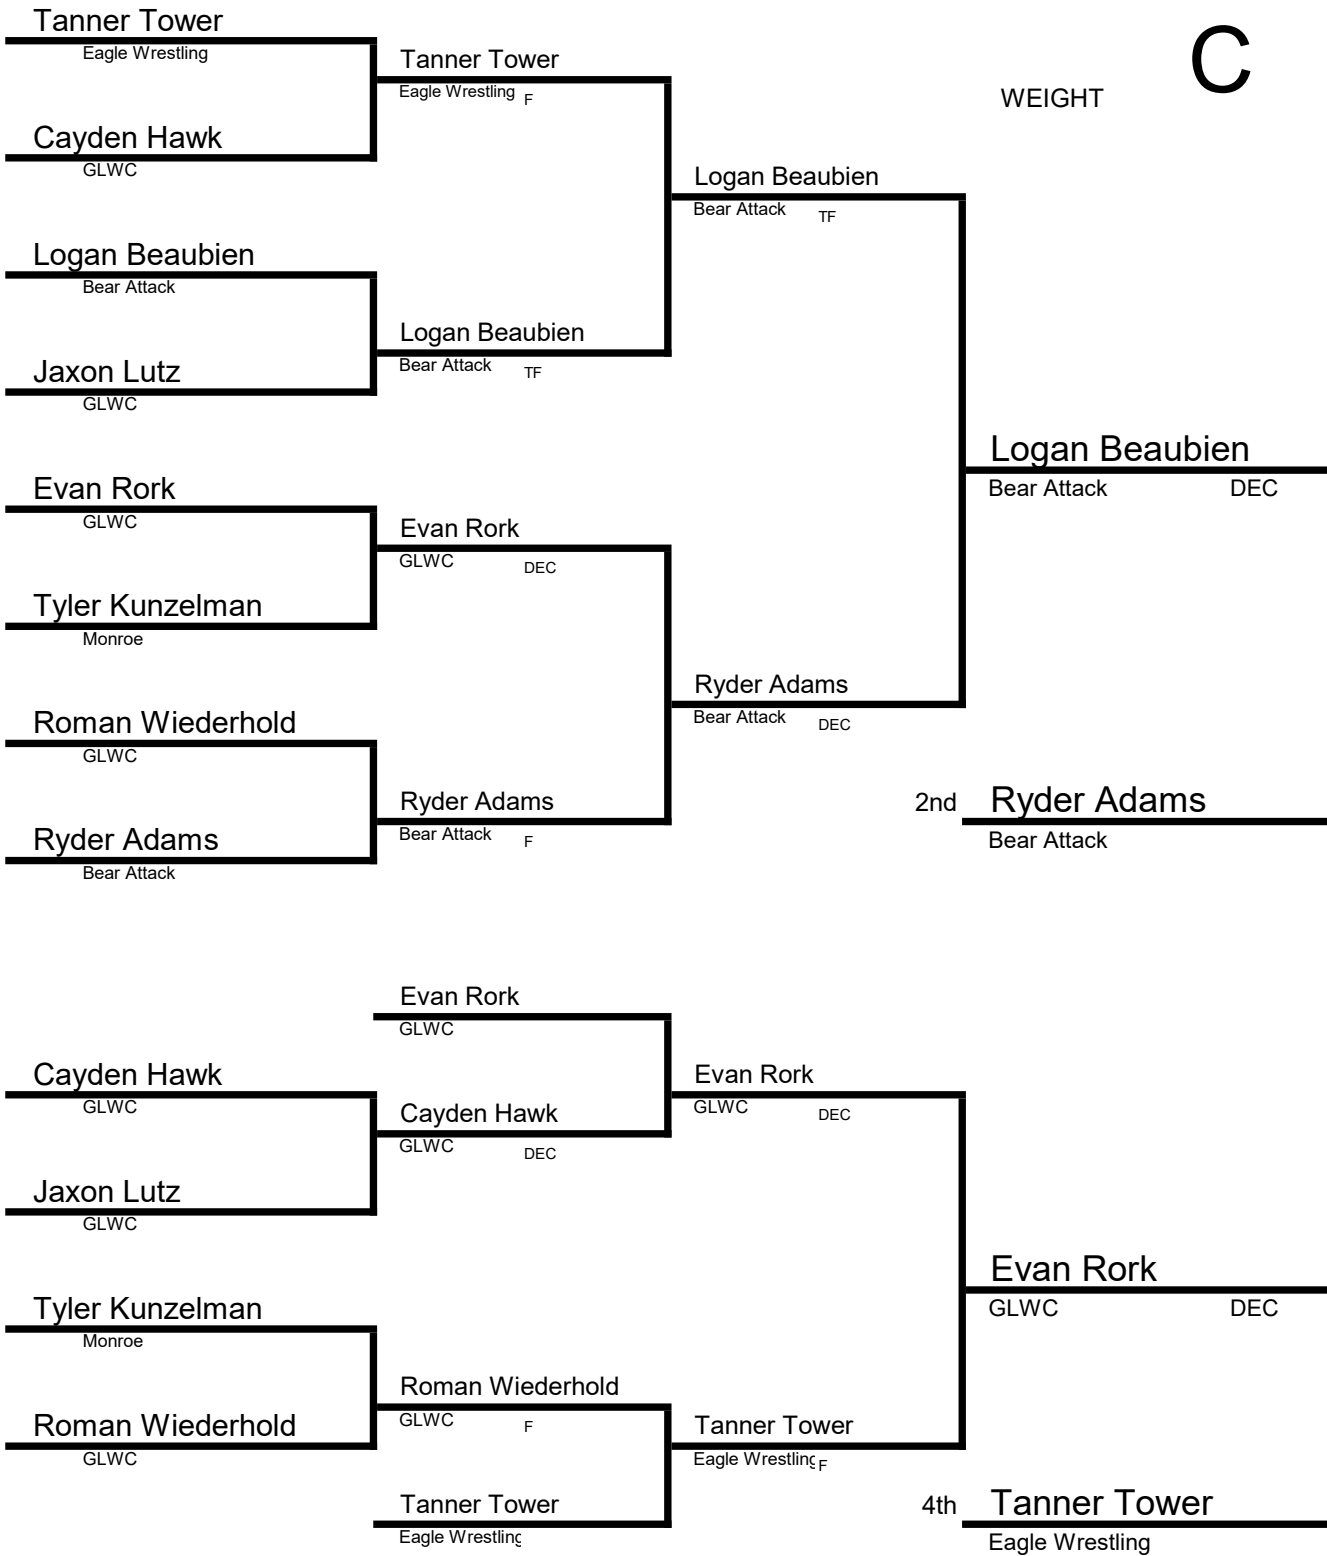 Tanner Tower
Eagle Wrestling
Tanner Tower
Eagle Wrestling F
C
WEIGHT
Cayden Hawk
GLWC
Logan Beaubien
Bear Attack TF
Logan Beaubien
Bear Attack
Logan Beaubien
Bear Attack TF
Jaxon Lutz
GLWC
Logan Beaubien
Bear Attack DEC
Evan Rork
GLWC
Evan Rork
GLWC DEC
Tyler Kunzelman
Monroe
Ryder Adams
Bear Attack DEC
Roman Wiederhold
GLWC
Ryder Adams
Bear Attack F
2nd Ryder Adams
Bear Attack
Ryder Adams
Bear Attack
Evan Rork
GLWC
Cayden Hawk
GLWC
Evan Rork
GLWC DEC
Cayden Hawk
GLWC DEC
Jaxon Lutz
GLWC
Evan Rork
GLWC DEC
Tyler Kunzelman
Monroe
Roman Wiederhold
GLWC F
Roman Wiederhold
GLWC
Tanner Tower
Eagle Wrestling F
Tanner Tower
Eagle Wrestling
4th Tanner Tower
Eagle Wrestling